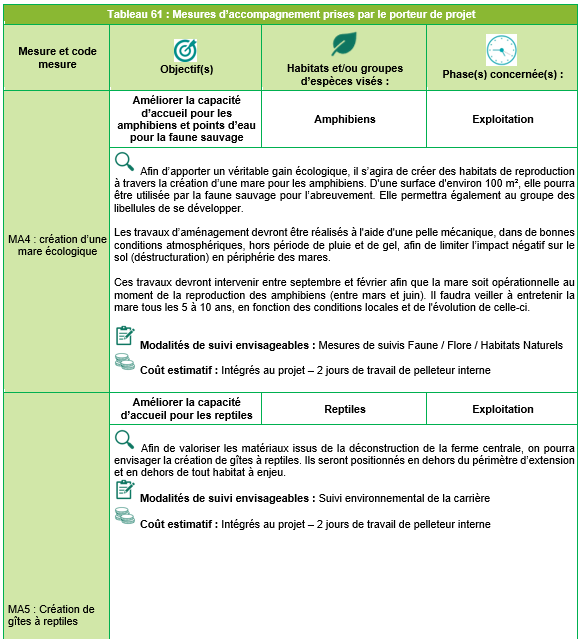 Tableau 61 : Mesures d'accompagnement prises par le porteur de projet
Mesure et code
mesure
Objectif(s)
Habitats et/ou groupes
d'espèces visés :
Phase(s) concernée(s) :
MA4 : création d'une
mare écologique
Améliorer la capacité
d'accueil pour les
amphibiens et points d'eau
pour la faune sauvage
Amphibiens
Exploitation
Afin d'apporter un véritable gain écologique, il s'agira de créer des habitats de reproduction
à travers la création d'une mare pour les amphibiens. D'une surface d'environ 100 m², elle pourra
être utilisée par la faune sauvage pour l'abreuvement. Elle permettra également au groupe des
libellules de se développer.
Les travaux d'aménagement devront être réalisés à l'aide d'une pelle mécanique, dans de bonnes
conditions atmosphériques, hors période de pluie et de gel, afin de limiter l'impact négatif sur le
sol (déstructuration) en périphérie des mares.
Ces travaux devront intervenir entre septembre et février afin que la mare soit opérationnelle au
moment de la reproduction des amphibiens (entre mars et juin). Il faudra veiller à entretenir la
mare tous les 5 à 10 ans, en fonction des conditions locales et de l'évolution de celle-ci.
Modalités de suivi envisageables : Mesures de suivis Faune / Flore / Habitats Naturels
Coût estimatif : Intégrés au projet – 2 jours de travail de pelleteur interne
MA5 : Création de
gîtes à reptiles
Améliorer la capacité
d'accueil pour les reptiles
Reptiles
Exploitation
Afin de valoriser les matériaux issus de la déconstruction de la ferme centrale, on pourra
envisager la création de gîtes à reptiles. Ils seront positionnés en dehors du périmètre d'extension
et en dehors de tout habitat à enjeu.
Modalités de suivi envisageables : Suivi environnemental de la carrière
Coût estimatif : Intégrés au projet – 2 jours de travail de pelleteur interne